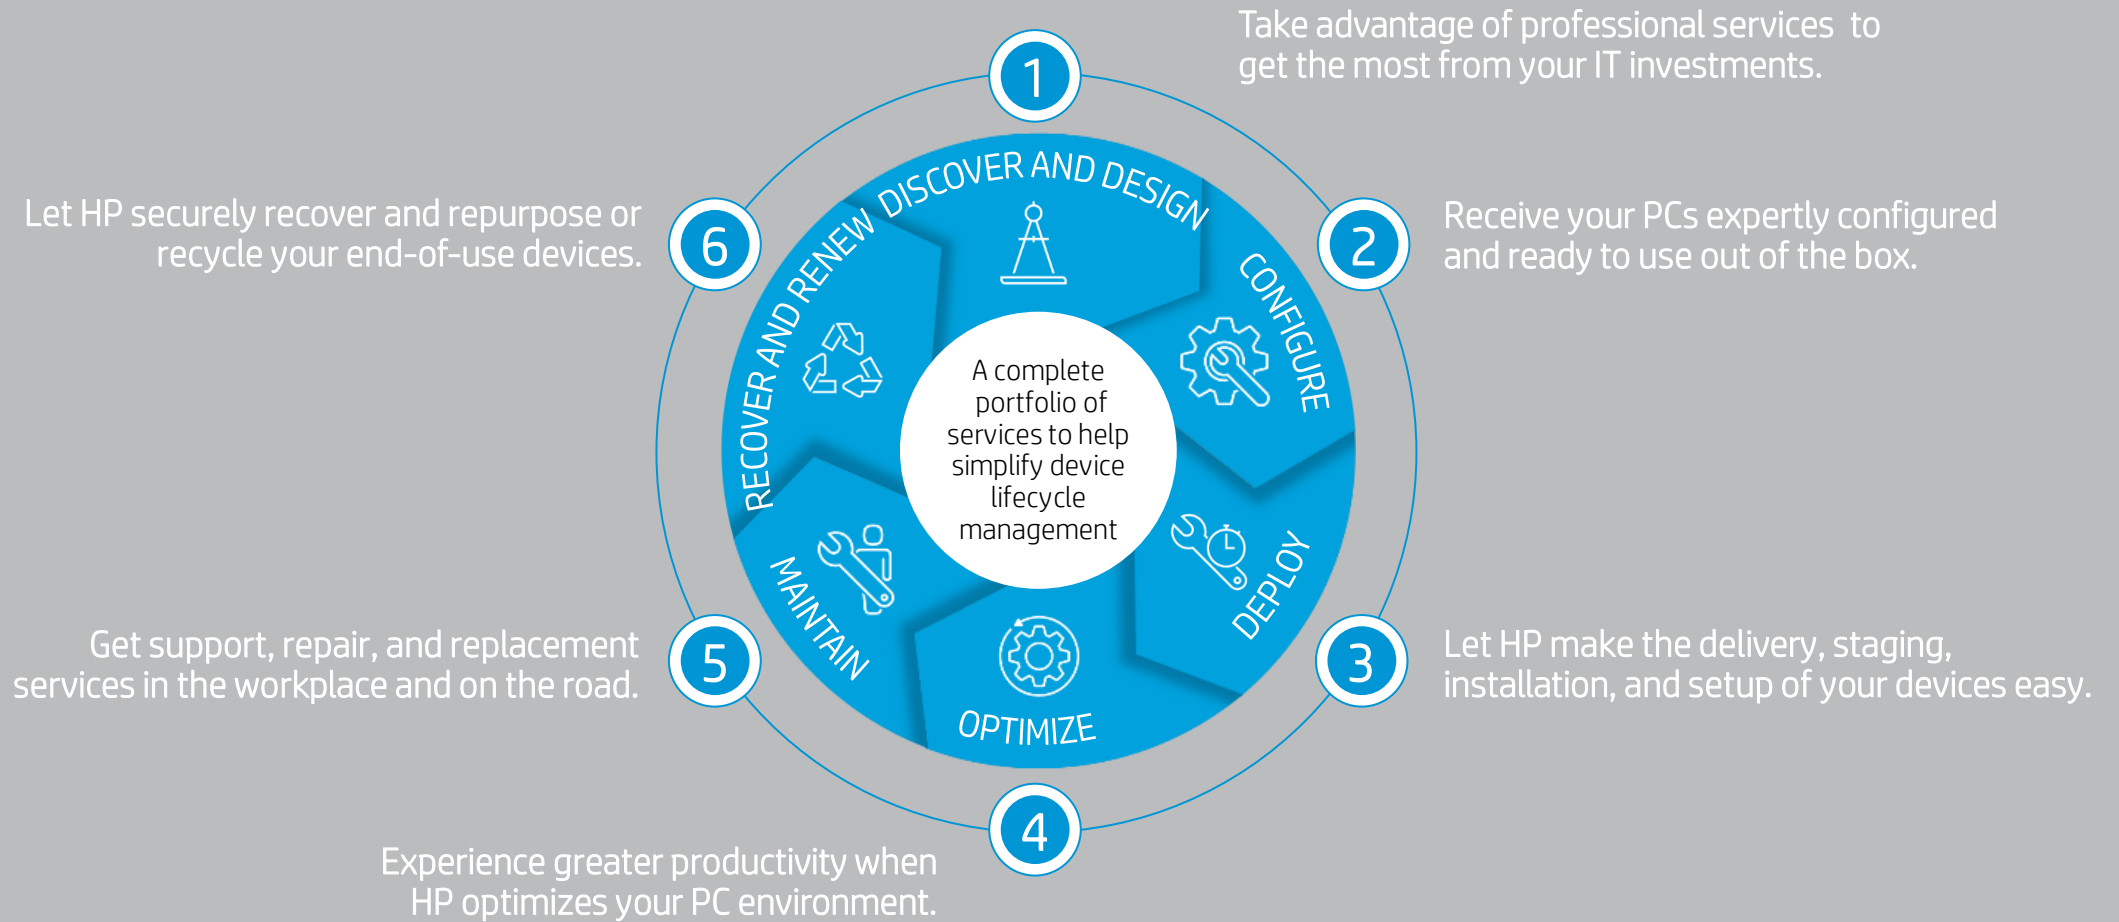 1
Take advantage of professional services to
get the most from your IT investments.
2
Receive your PCs expertly configured
and ready to use out of the box.
3
Let HP make the delivery, staging,
installation, and setup of your devices easy.
4
Experience greater productivity when
HP optimizes your PC environment.
5
Get support, repair, and replacement
services in the workplace and on the road.
6
Let HP securely recover and repurpose or
recycle your end-of-use devices.
DISCOVER AND DESIGN
CONFIGURE
DEPLOY
OPTIMIZE
MAINTAIN
RECOVER AND RENEW
A complete
portfolio of
services to help
simplify device
lifecycle
management